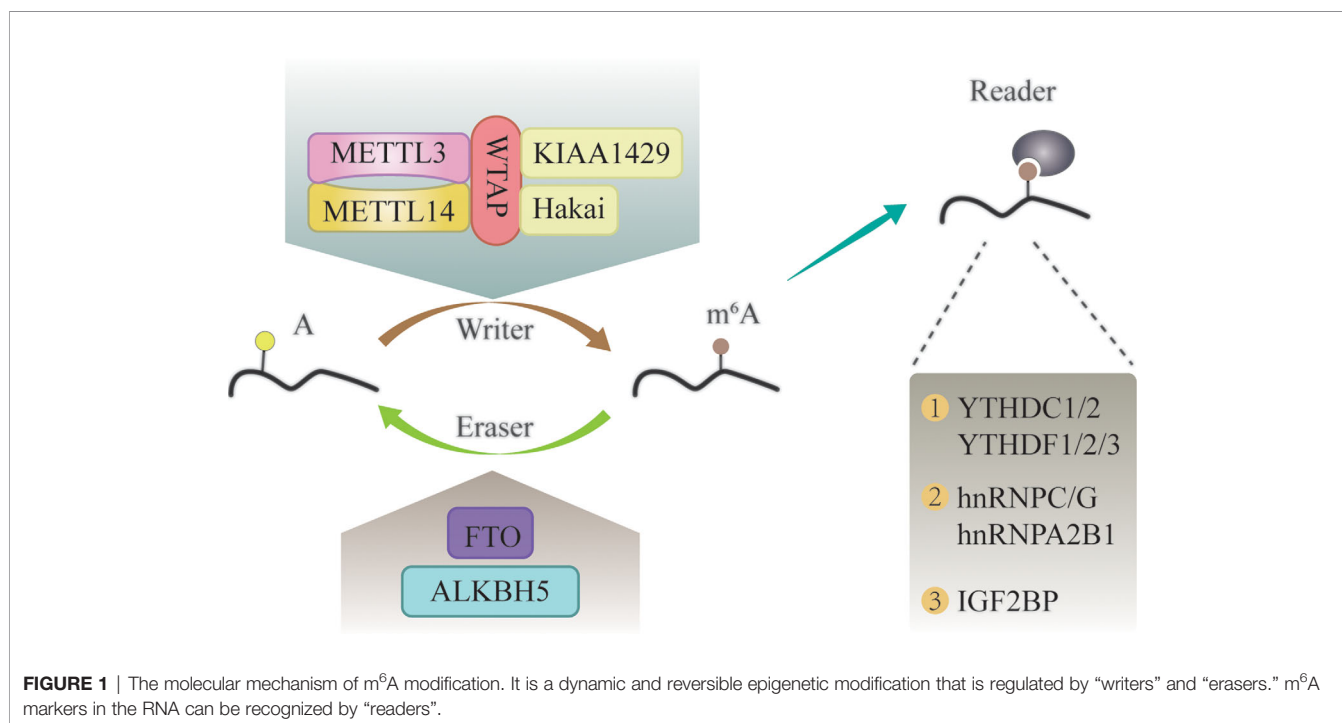 METTL3
METTL14
WTAP
KIAA1429
Hakai
Reader
A
Writer
m⁶A
Eraser
FTO
ALKBH5
1 YTHDC1/2
YTHDF1/2/3
2 hnRNPC/G
hnRNPA2B1
3 IGF2BP
FIGURE 1 | The molecular mechanism of m⁶A modification. It is a dynamic and reversible epigenetic modification that is regulated by “writers” and “erasers.” m⁶A
markers in the RNA can be recognized by “readers”.